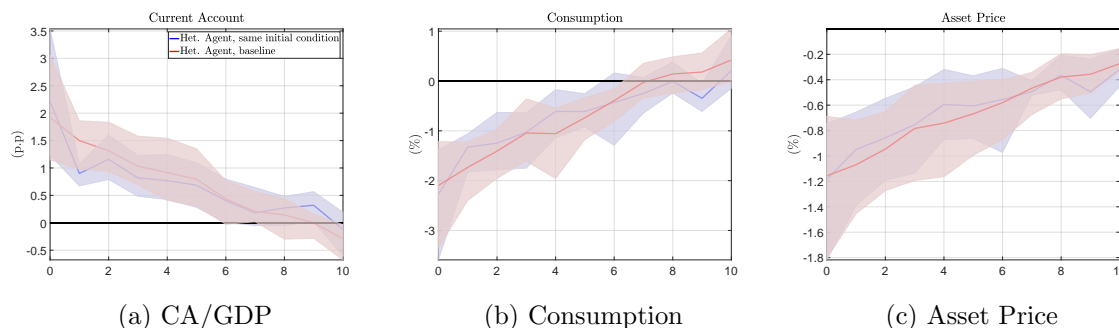 Current Account
Het. Agent, same initial condition
Het. Agent, baseline
(p.p)
3.5
3
2.5
2
1.5
1
0.5
0
-0.5
0 2 4 6 8 10
(a) CA/GDP
Consumption
(%)
1
0
-1
-2
-3
0 2 4 6 8 10
(b) Consumption
Asset Price
(%)
-0.2
-0.4
-0.6
-0.8
-1
-1.2
-1.4
-1.6
-1.8
0 2 4 6 8 10
(c) Asset Price